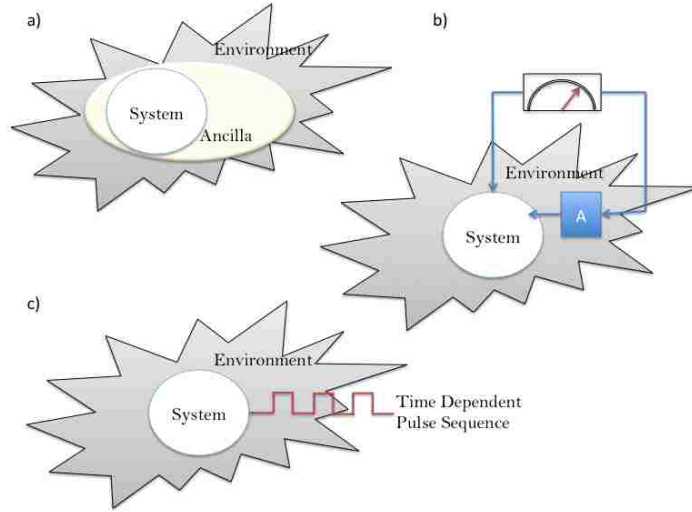 a)
Environment
System
Ancilla
b)
Environment
A
System
c)
Environment
System
Time Dependent
Pulse Sequence